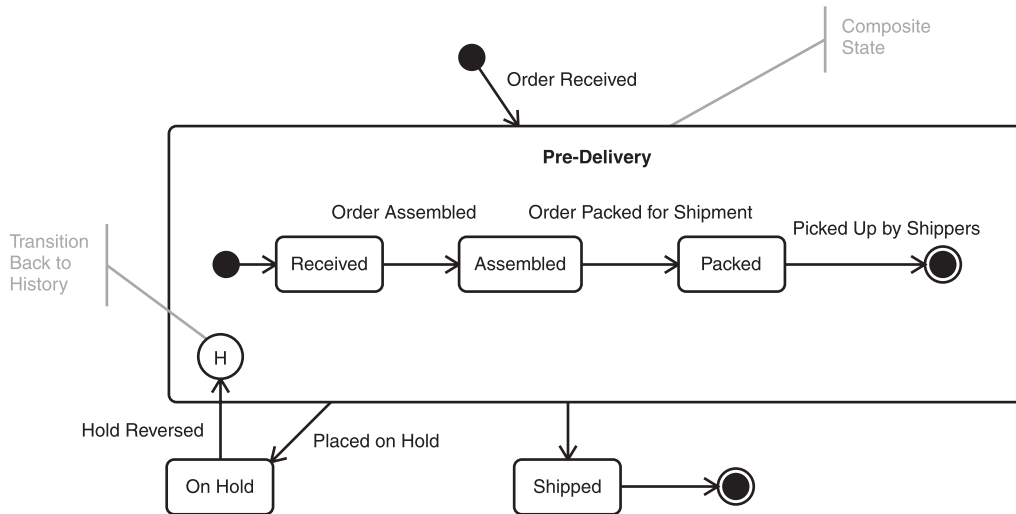 Composite
State
Order Received
Pre-Delivery
Order Assembled
Order Packed for Shipment
Picked Up by Shippers
Transition
Back to
History
Received
Assembled
Packed
H
Hold Reversed
Placed on Hold
On Hold
Shipped